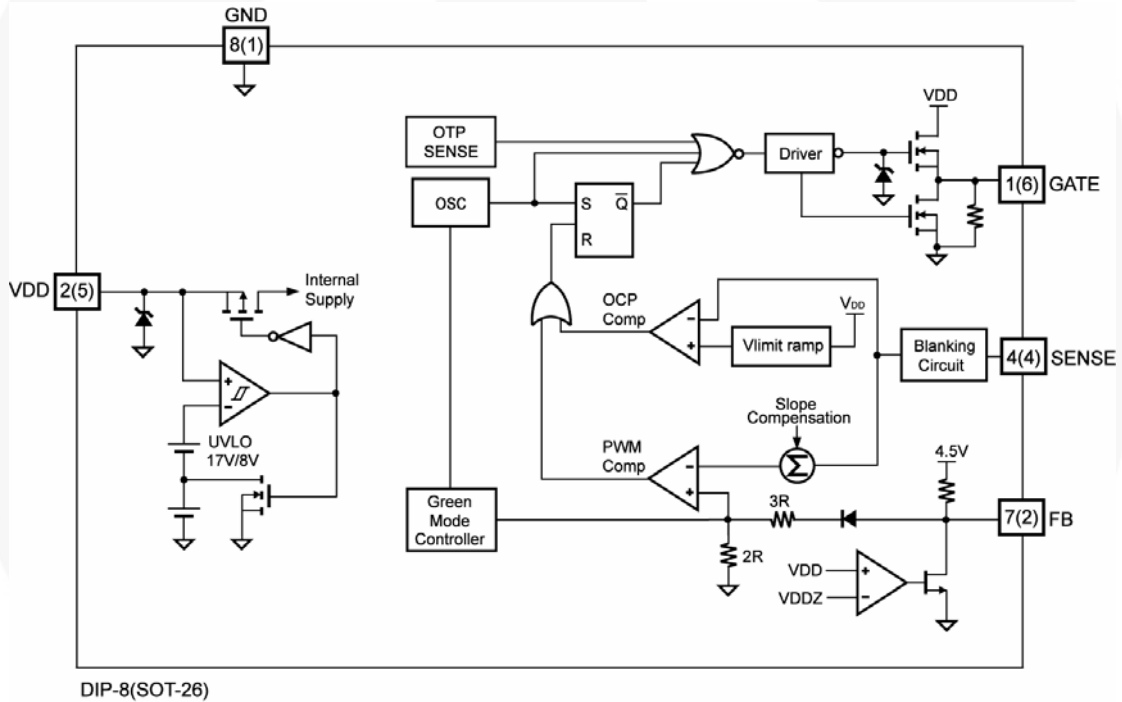 GND
8(1)
VDD
OTP
SENSE
Driver
1(6) GATE
OSC
S Q̅
R
Internal
Supply
VDD 2(5)
OCP
Comp
-
+
VDD
Vlimit ramp
Blanking
Circuit
4(4) SENSE
+
-
UVLO
17V/8V
Slope
Compensation
Σ
PWM
Comp
-
+
4.5V
Green
Mode
Controller
3R
7(2) FB
2R
VDD +
VDDZ -
DIP-8(SOT-26)